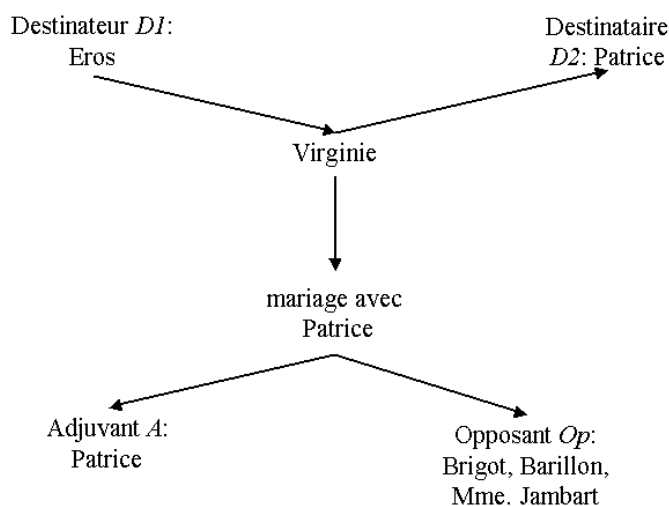 Destinateur D1:
Eros
Destinataire
D2: Patrice
Virginie
mariage avec
Patrice
Adjuvant A:
Patrice
Opposant Op:
Brigot, Barillon,
Mme. Jambart